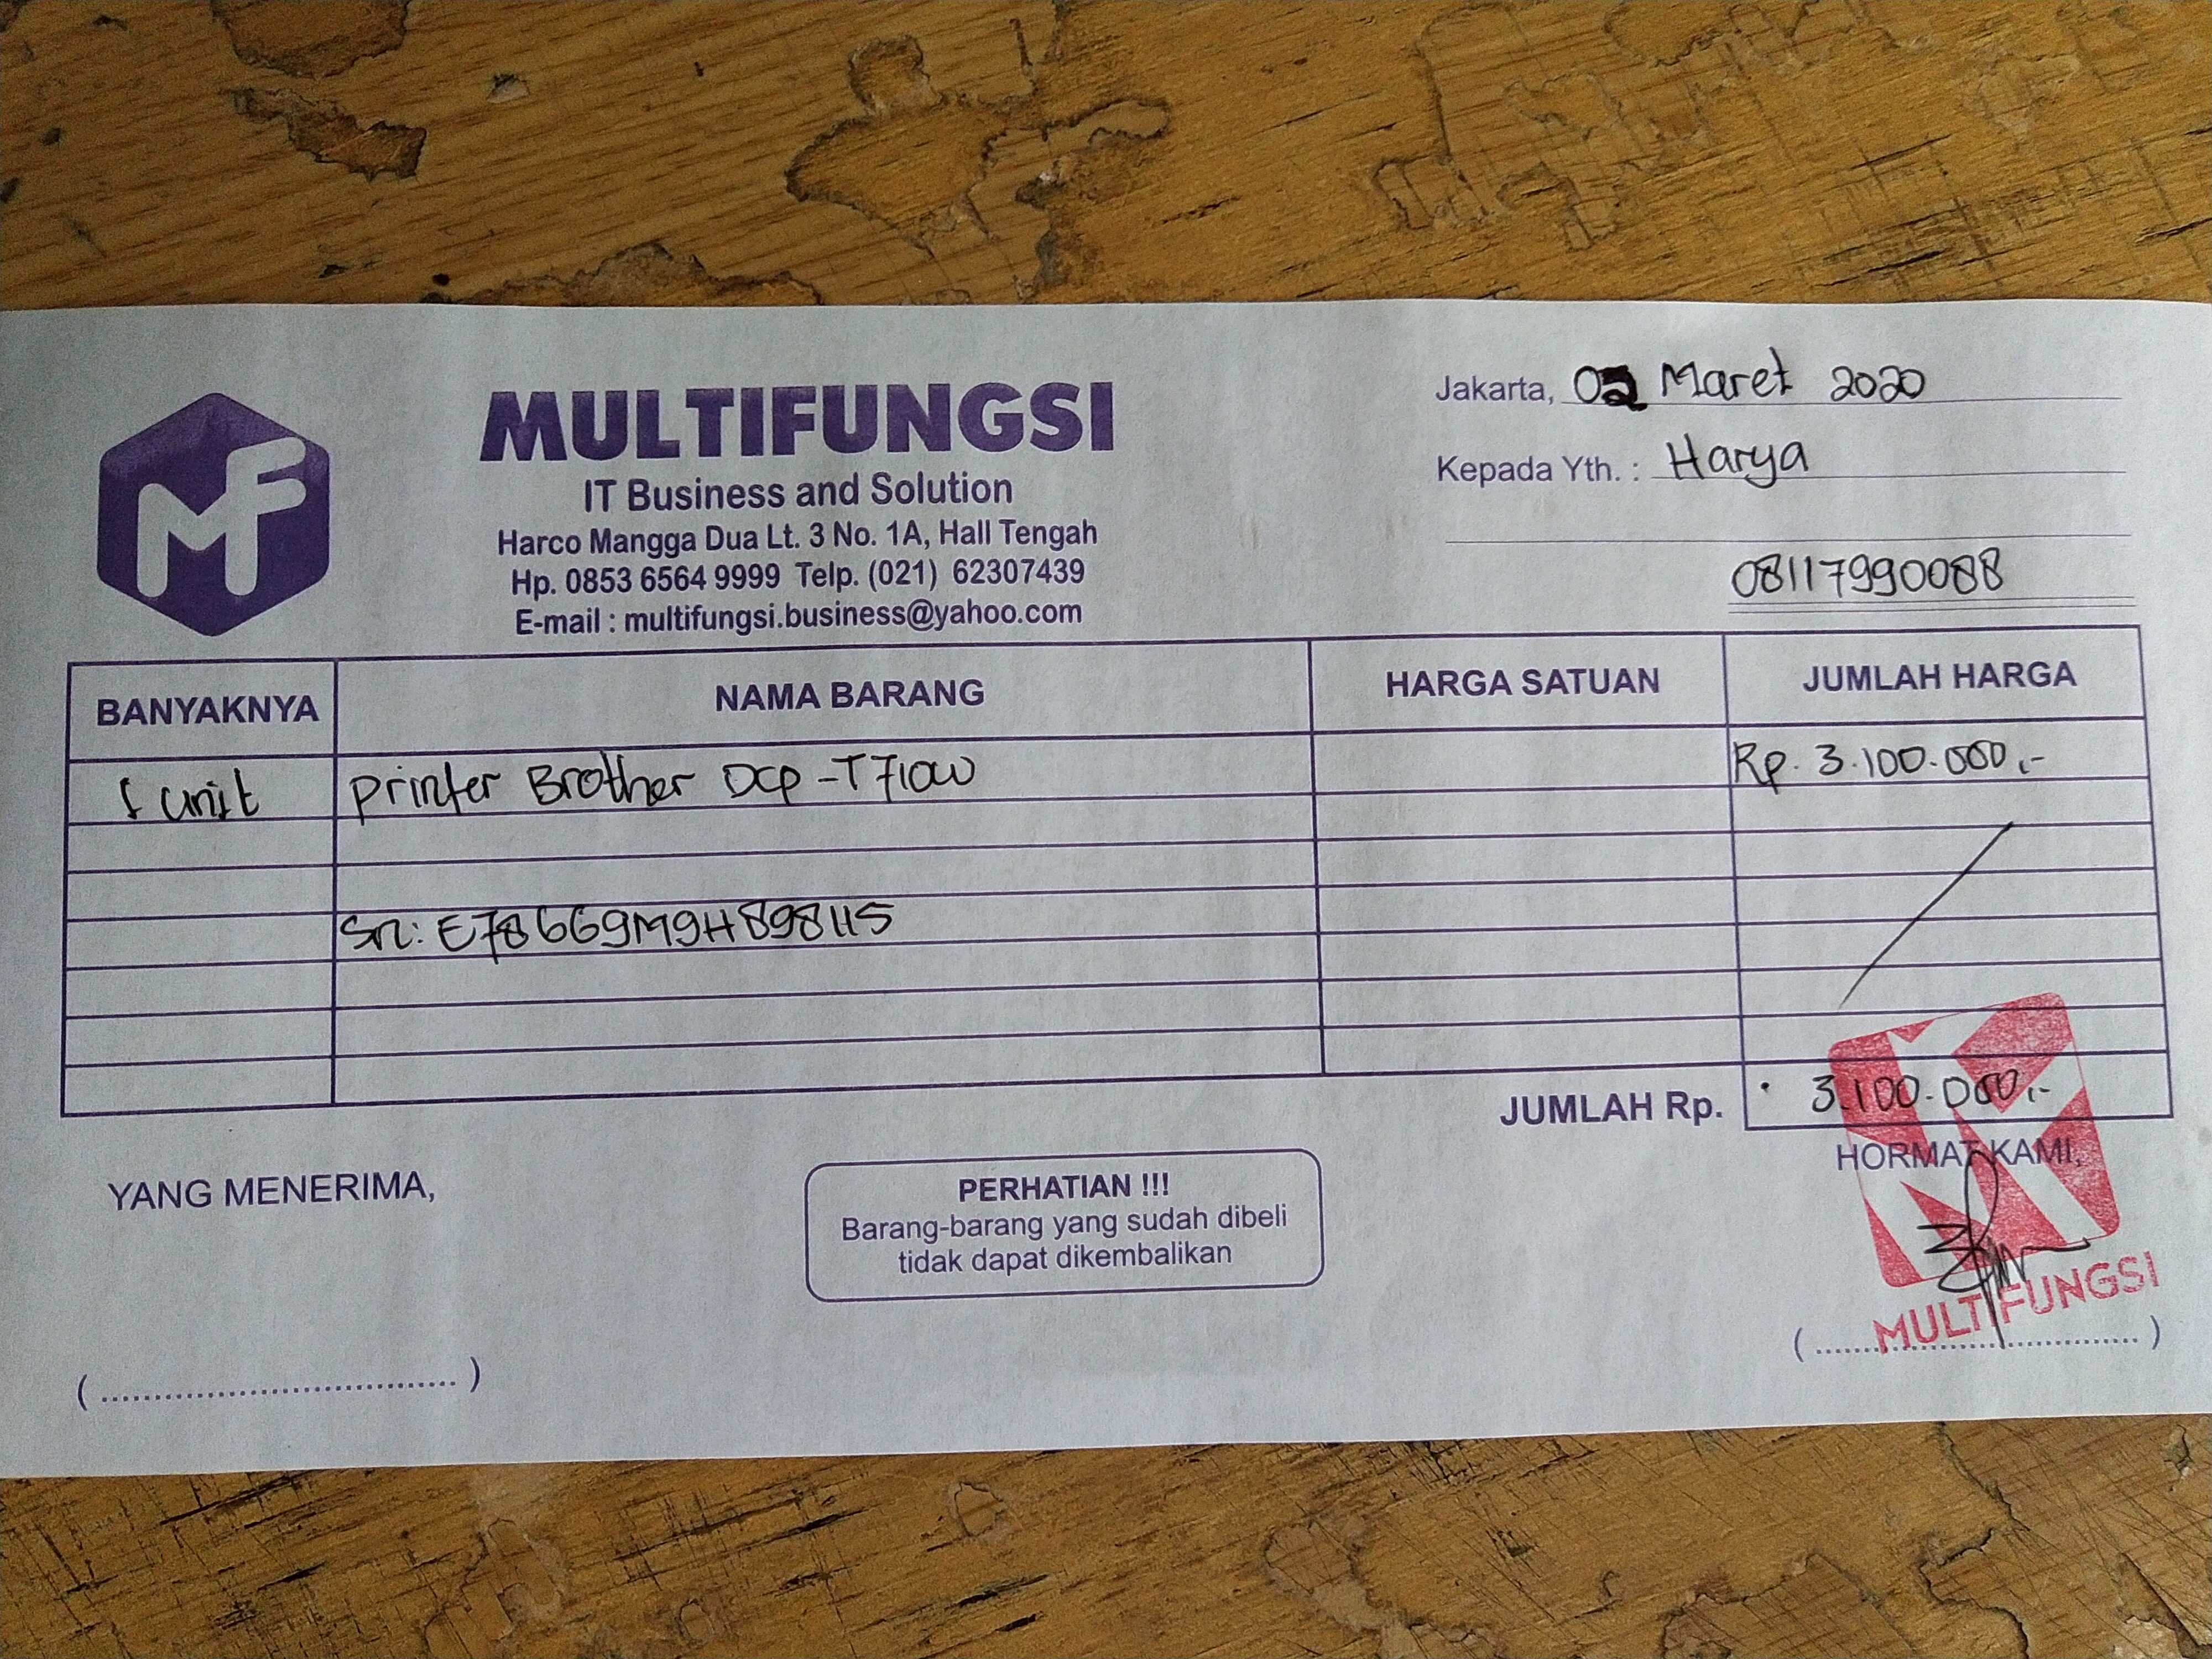 MF
MULTIFUNGSI
IT Business and Solution
Harco Mangga Dua Lt. 3 No. 1A, Hall Tengah
Hp. 0853 6564 9999 Telp. (021) 62307439
E-mail : multifungsi.business@yahoo.com
Jakarta, 02 Maret 2020
Kepada Yth. : Harya
08117990088
BANYAKNYA NAMA BARANG HARGA SATUAN JUMLAH HARGA
1 unit Printer Brother DCP-T710W Rp. 3.100.000,-
Sn: E78669M9H898115
JUMLAH Rp. 3.100.000,-
YANG MENERIMA,
PERHATIAN !!!
Barang-barang yang sudah dibeli
tidak dapat dikembalikan
HORMAT KAMI,
MULTIFUNGSI
(....................................)
(....................................)